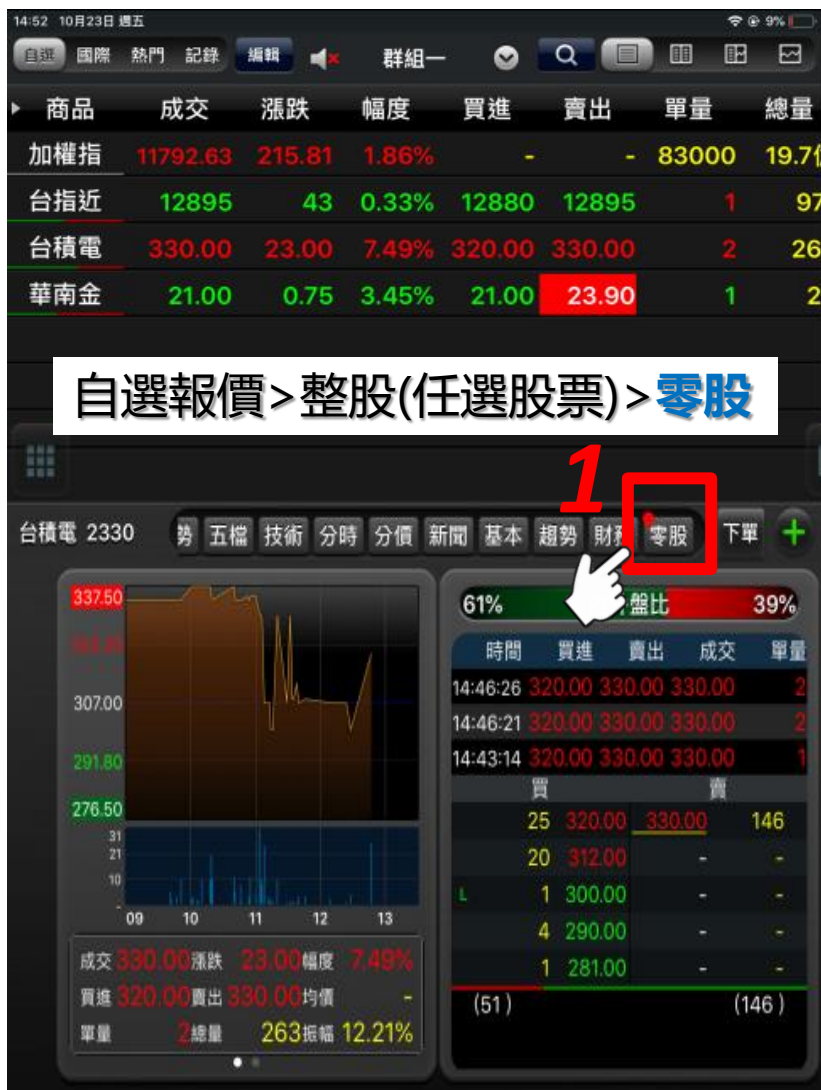 14:52 10月23日 週五 9%
自選 國際 熱門 記錄 編輯 群組一
商品 成交 漲跌 幅度 買進 賣出 單量 總量
加權指 11792.63 215.81 1.86% - - 83000 19.7
台指近 12895 43 0.33% 12880 12895 1 97
台積電 330.00 23.00 7.49% 320.00 330.00 2 26
華南金 21.00 0.75 3.45% 21.00 23.90 1 2
自選報價>整股(任選股票)>零股
1
台積電 2330 勢 五檔 技術 分時 分價 新聞 基本 趨勢 財務 零股 下單
337.50
307.00
291.80
276.50
31
21
10
09 10 11 12 13
成交 330.00 漲跌 23.00 幅度 7.49%
買進 320.00 賣出 330.00 均價 -
單量 2 總量 263 振幅 12.21%
61% 盤比 39%
時間 買進 賣出 成交 單量
14:46:26 320.00 330.00 330.00 2
14:46:21 320.00 330.00 330.00 2
14:43:14 320.00 330.00 330.00 1
買 賣
25 320.00 330.00 146
20 312.00 - -
L 1 300.00 - -
4 290.00 - -
1 281.00 - -
(51) (146)